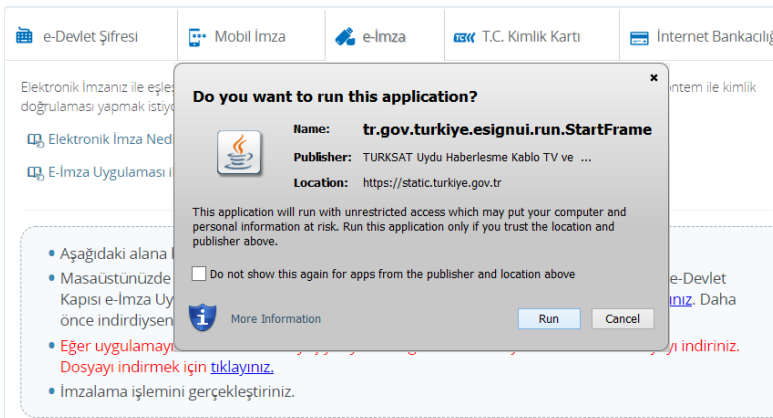 e-Devlet Şifresi
Mobil İmza
e-İmza
T.C. Kimlik Kartı
İnternet Bankacılığ
Elektronik İmzanız ile eşleş
öntem ile kimlik
doğrulaması yapmak istiyo
Elektronik İmza Nedi
E-İmza Uygulaması i
Do you want to run this application?
Name: tr.gov.turkiye.esignui.run.StartFrame
Publisher: TURKSAT Uydu Haberlesme Kablo TV ve ...
Location: https://static.turkiye.gov.tr
This application will run with unrestricted access which may put your computer and
personal information at risk. Run this application only if you trust the location and
publisher above.
Do not show this again for apps from the publisher and location above
More Information
Run
Cancel
Aşağıdaki alana
Masaüstünüzde
e-Devlet
Kapısı e-İmza Uy
ınız. Daha
önce indirdiysen
Eğer uygulamayı
yı indiriniz.
Dosyayı indirmek için tıklayınız.
İmzalama işlemini gerçekleştiriniz.